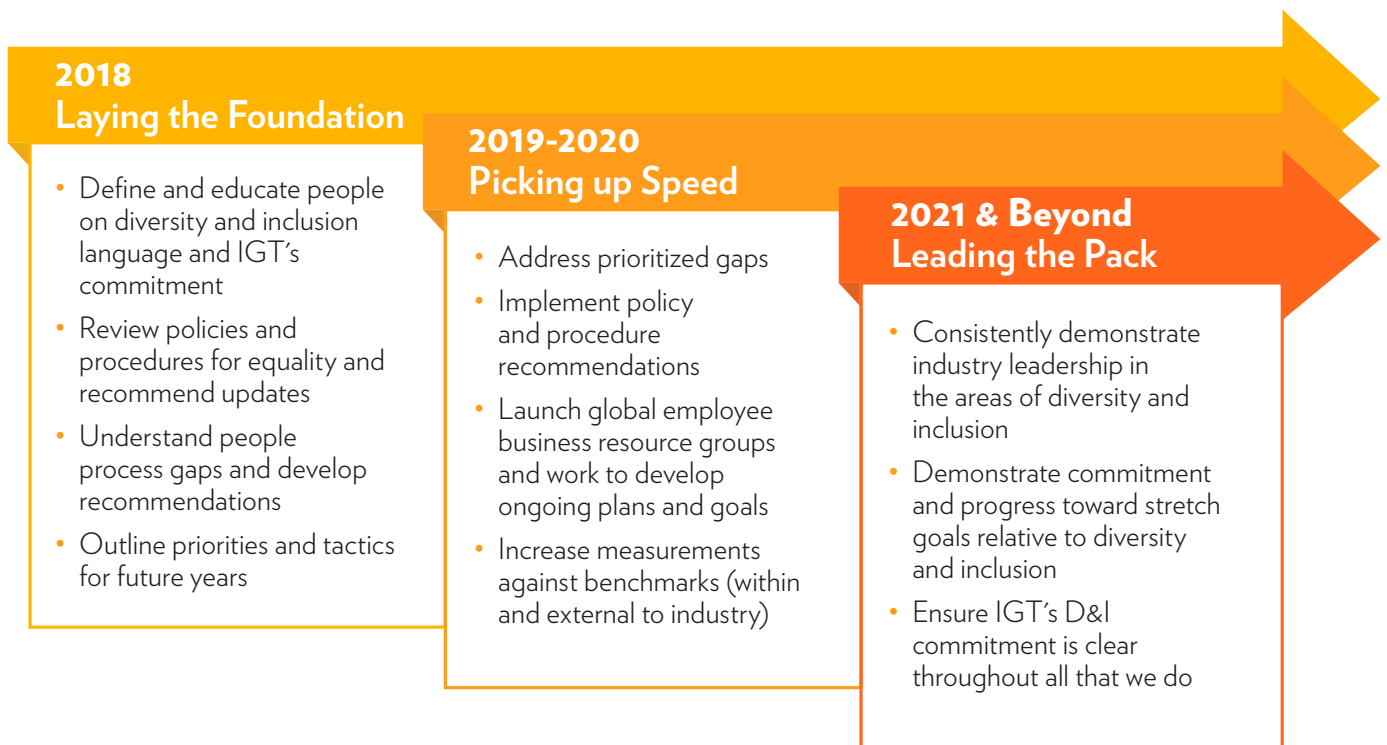 2018
Laying the Foundation
• Define and educate people
on diversity and inclusion
language and IGT's
commitment
• Review policies and
procedures for equality and
recommend updates
• Understand people
process gaps and develop
recommendations
• Outline priorities and tactics
for future years
2019-2020
Picking up Speed
• Address prioritized gaps
• Implement policy
and procedure
recommendations
• Launch global employee
business resource groups
and work to develop
ongoing plans and goals
• Increase measurements
against benchmarks (within
and external to industry)
2021 & Beyond
Leading the Pack
• Consistently demonstrate
industry leadership in
the areas of diversity and
inclusion
• Demonstrate commitment
and progress toward stretch
goals relative to diversity
and inclusion
• Ensure IGT's D&I
commitment is clear
throughout all that we do